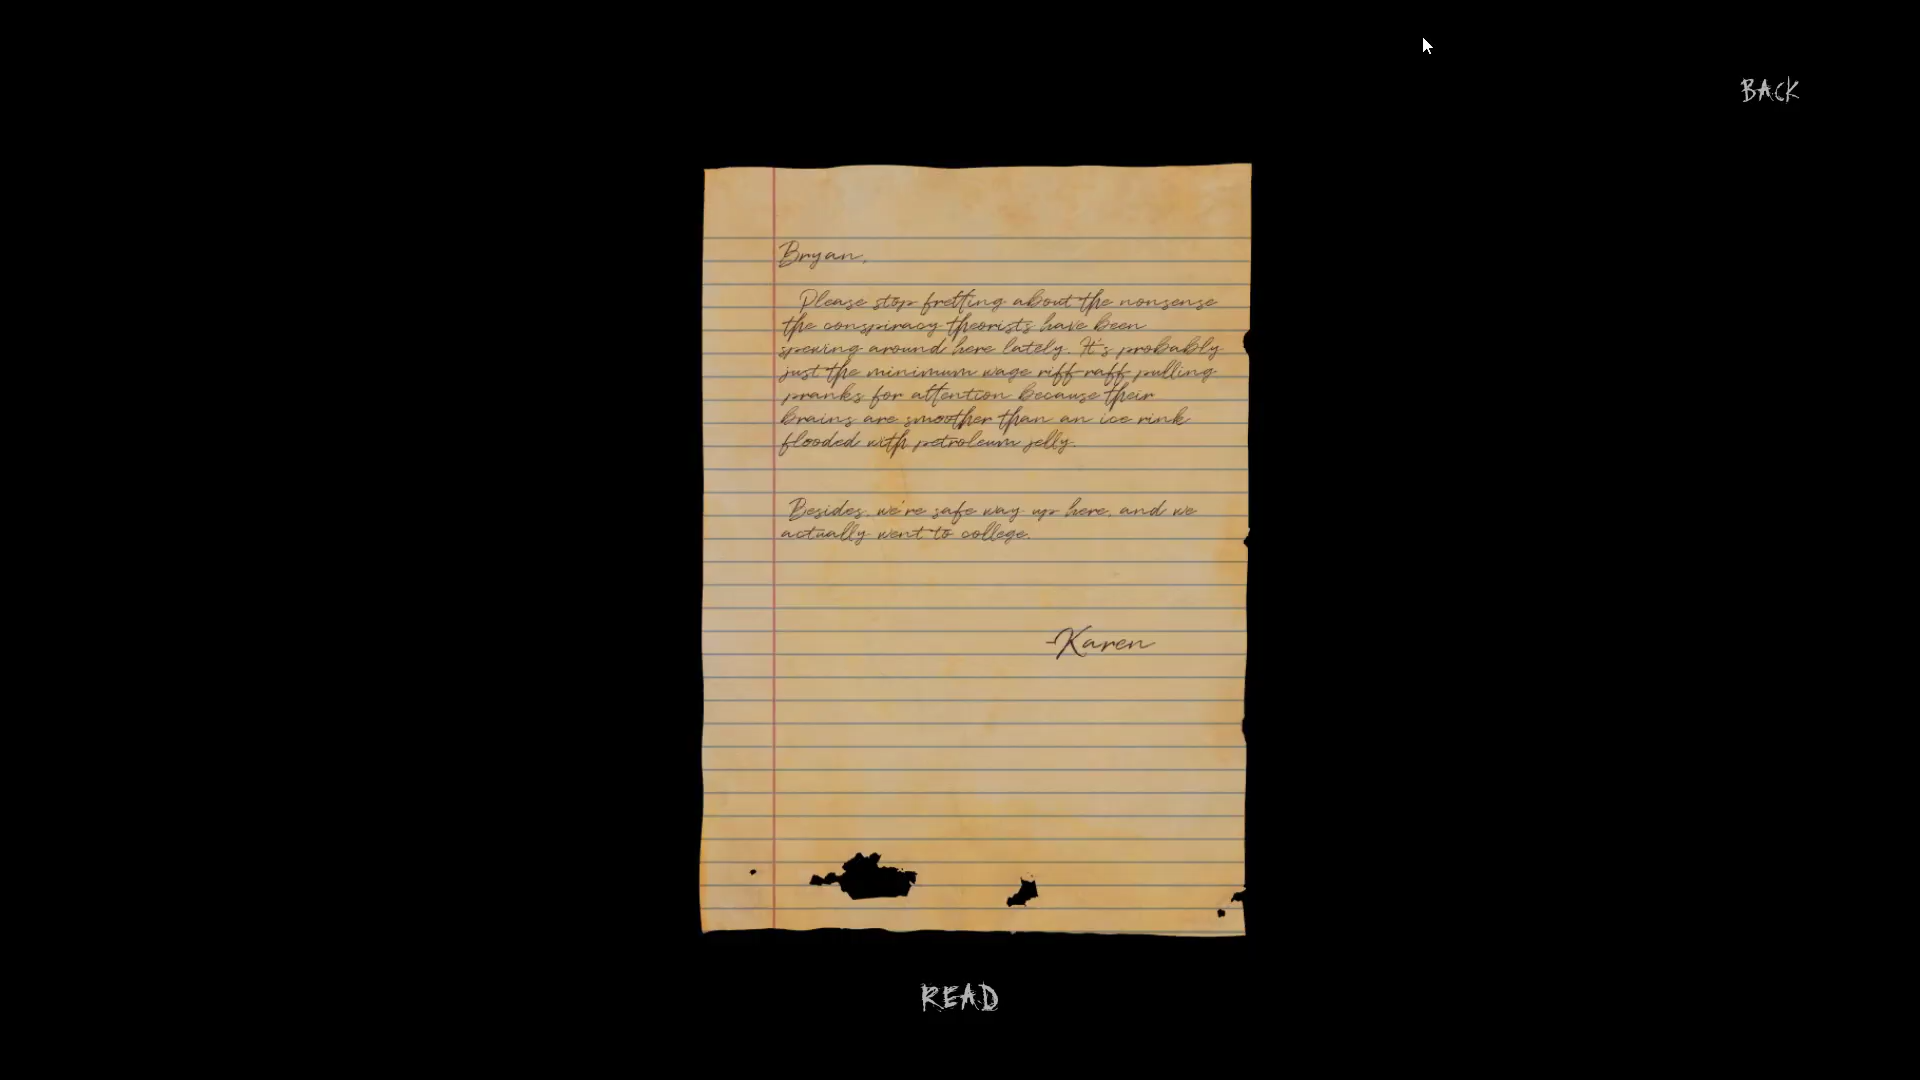 BACK
Bryan,
Please stop fretting about the nonsense
the conspiracy theorists have been
spewing around here lately. It's probably
just the minimum wage riff-raff pulling
pranks for attention because their
brains are smoother than an ice rink
flooded with petroleum jelly.
Besides, we're safe way up here, and we
actually went to college.
-Karen
READ